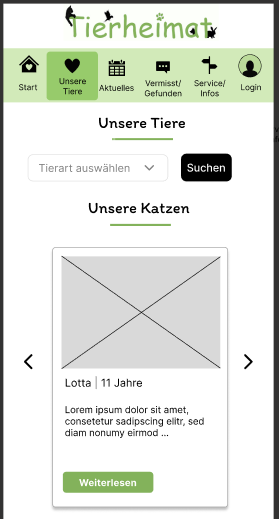 Tierheimat
Start
Unsere
Tiere
Aktuelles
Vermisst/
Gefunden
Service/
Infos
Login
Unsere Tiere
Tierart auswählen
Suchen
Unsere Katzen
Lotta | 11 Jahre
Lorem ipsum dolor sit amet,
consetetur sadipscing elitr, sed
diam nonumy eirmod ...
Weiterlesen